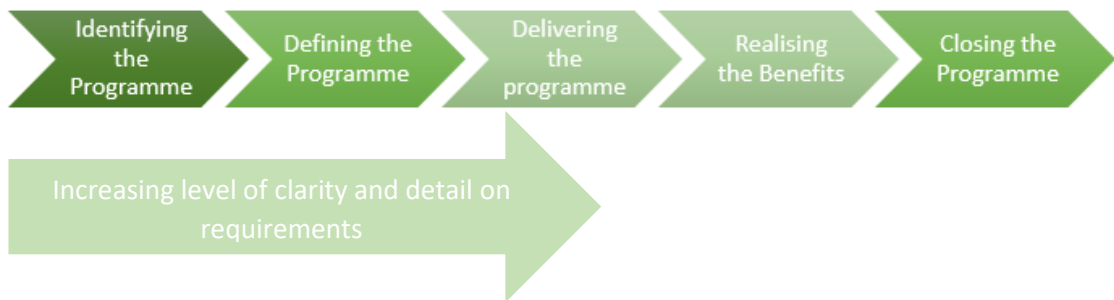 Identifying
the
Programme
Defining the
Programme
Delivering
the
programme
Realising
the Benefits
Closing the
Programme
Increasing level of clarity and detail on
requirements